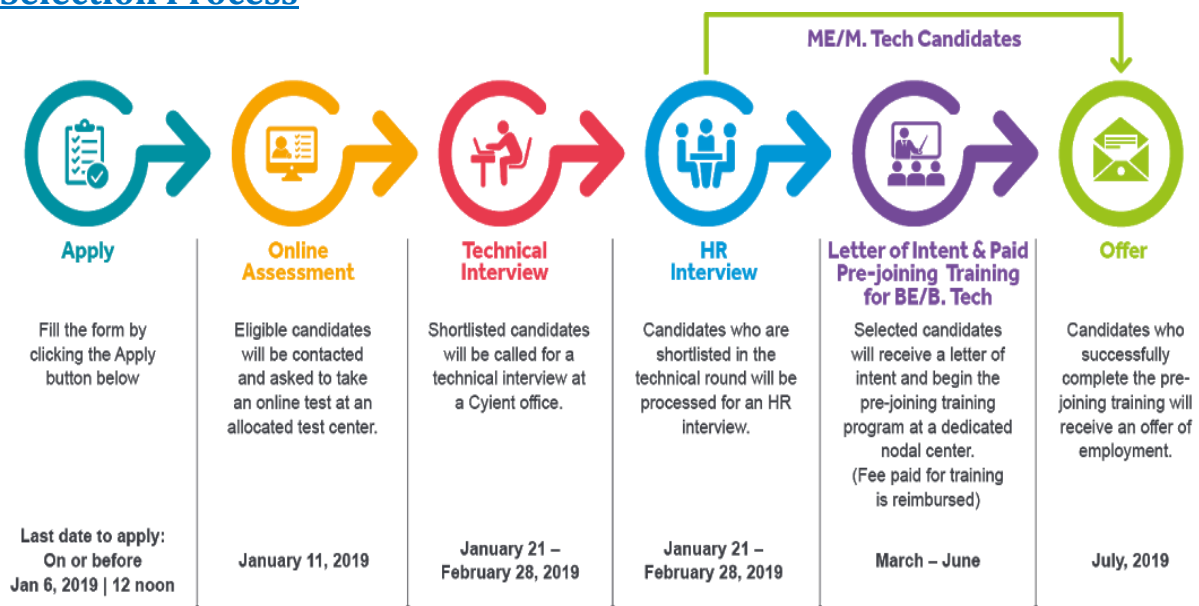 Selection Process
ME/M. Tech Candidates
Apply
Fill the form by
clicking the Apply
button below
Last date to apply:
On or before
Jan 6, 2019 | 12 noon
Online
Assessment
Eligible candidates
will be contacted
and asked to take
an online test at an
allocated test center.
January 11, 2019
Technical
Interview
Shortlisted candidates
will be called for a
technical interview at
a Cyient office.
January 21 –
February 28, 2019
HR
Interview
Candidates who are
shortlisted in the
technical round will be
processed for an HR
interview.
January 21 –
February 28, 2019
Letter of Intent & Paid
Pre-joining Training
for BE/B. Tech
Selected candidates
will receive a letter of
intent and begin the
pre-joining training
program at a dedicated
nodal center.
(Fee paid for training
is reimbursed)
March – June
Offer
Candidates who
successfully
complete the pre-
joining training will
receive an offer of
employment.
July, 2019